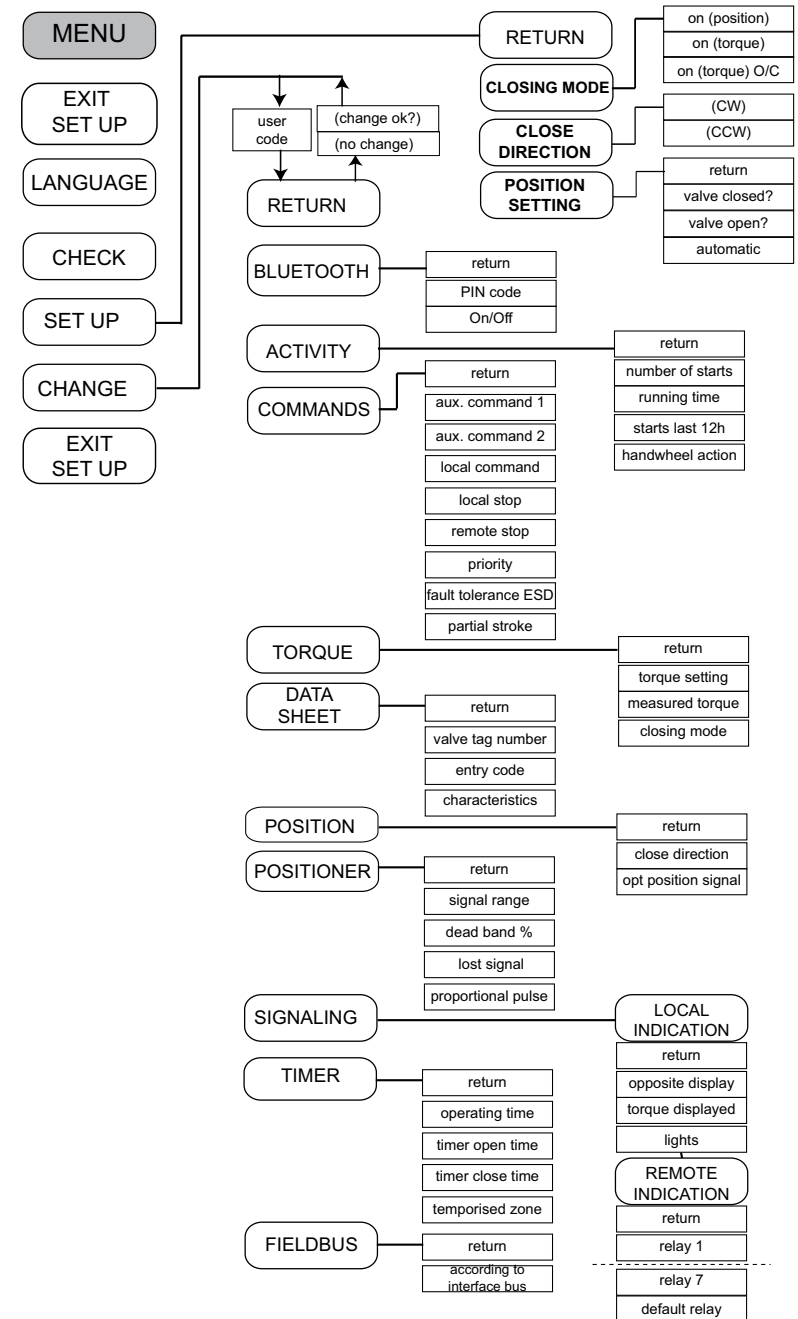 MENU
EXIT
SET UP
LANGUAGE
CHECK
SET UP
CHANGE
EXIT
SET UP
RETURN
CLOSING MODE
on (position)
on (torque)
on (torque) O/C
CLOSE
DIRECTION
(CW)
(CCW)
POSITION
SETTING
return
valve closed?
valve open?
automatic
user
code
(change ok?)
(no change)
RETURN
BLUETOOTH
return
PIN code
On/Off
ACTIVITY
return
number of starts
running time
starts last 12h
handwheel action
COMMANDS
return
aux. command 1
aux. command 2
local command
local stop
remote stop
priority
fault tolerance ESD
partial stroke
TORQUE
return
torque setting
measured torque
closing mode
DATA
SHEET
return
valve tag number
entry code
characteristics
POSITION
return
close direction
opt position signal
POSITIONER
return
signal range
dead band %
lost signal
proportional pulse
SIGNALING
LOCAL
INDICATION
return
opposite display
torque displayed
lights
REMOTE
INDICATION
return
relay 1
relay 7
default relay
TIMER
return
operating time
timer open time
timer close time
temporised zone
FIELDBUS
return
according to
interface bus